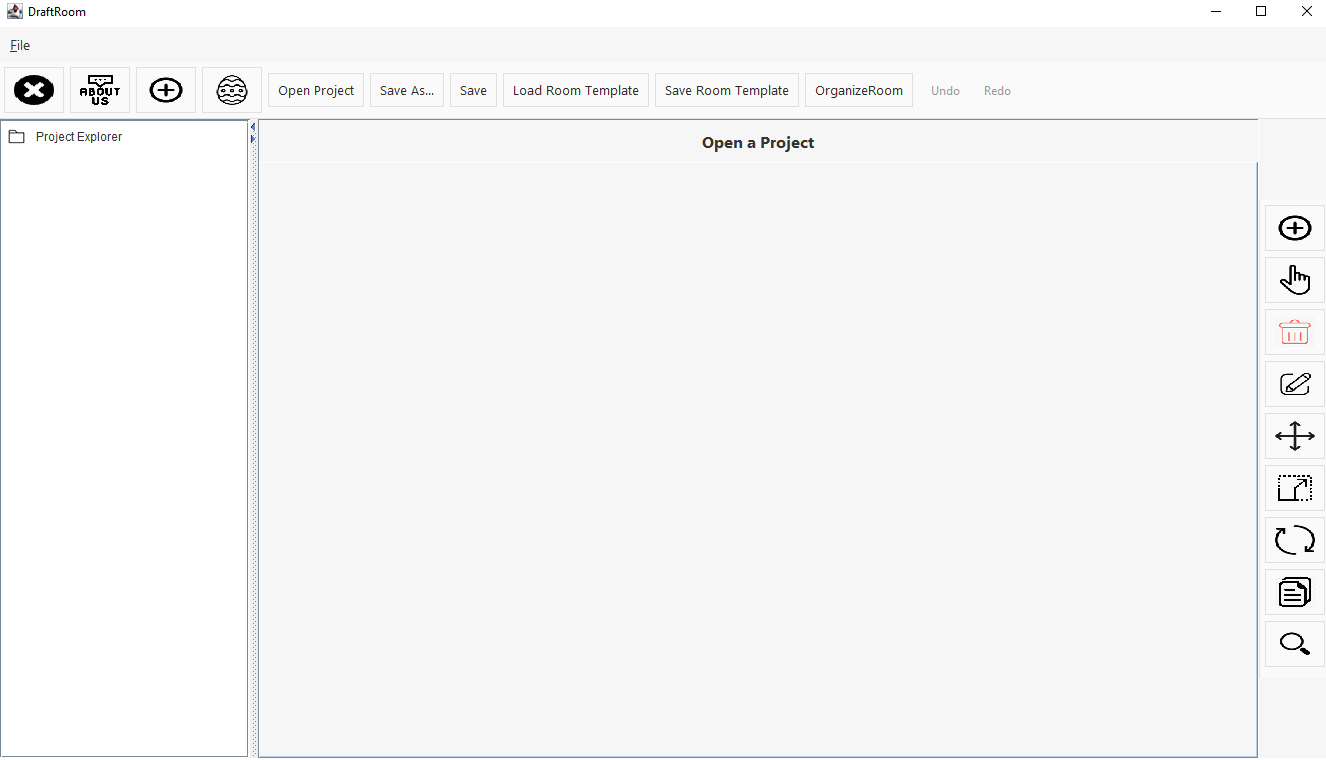 DraftRoom
File
ABOUT
US
Open Project
Save As...
Save
Load Room Template
Save Room Template
OrganizeRoom
Undo
Redo
Project Explorer
Open a Project